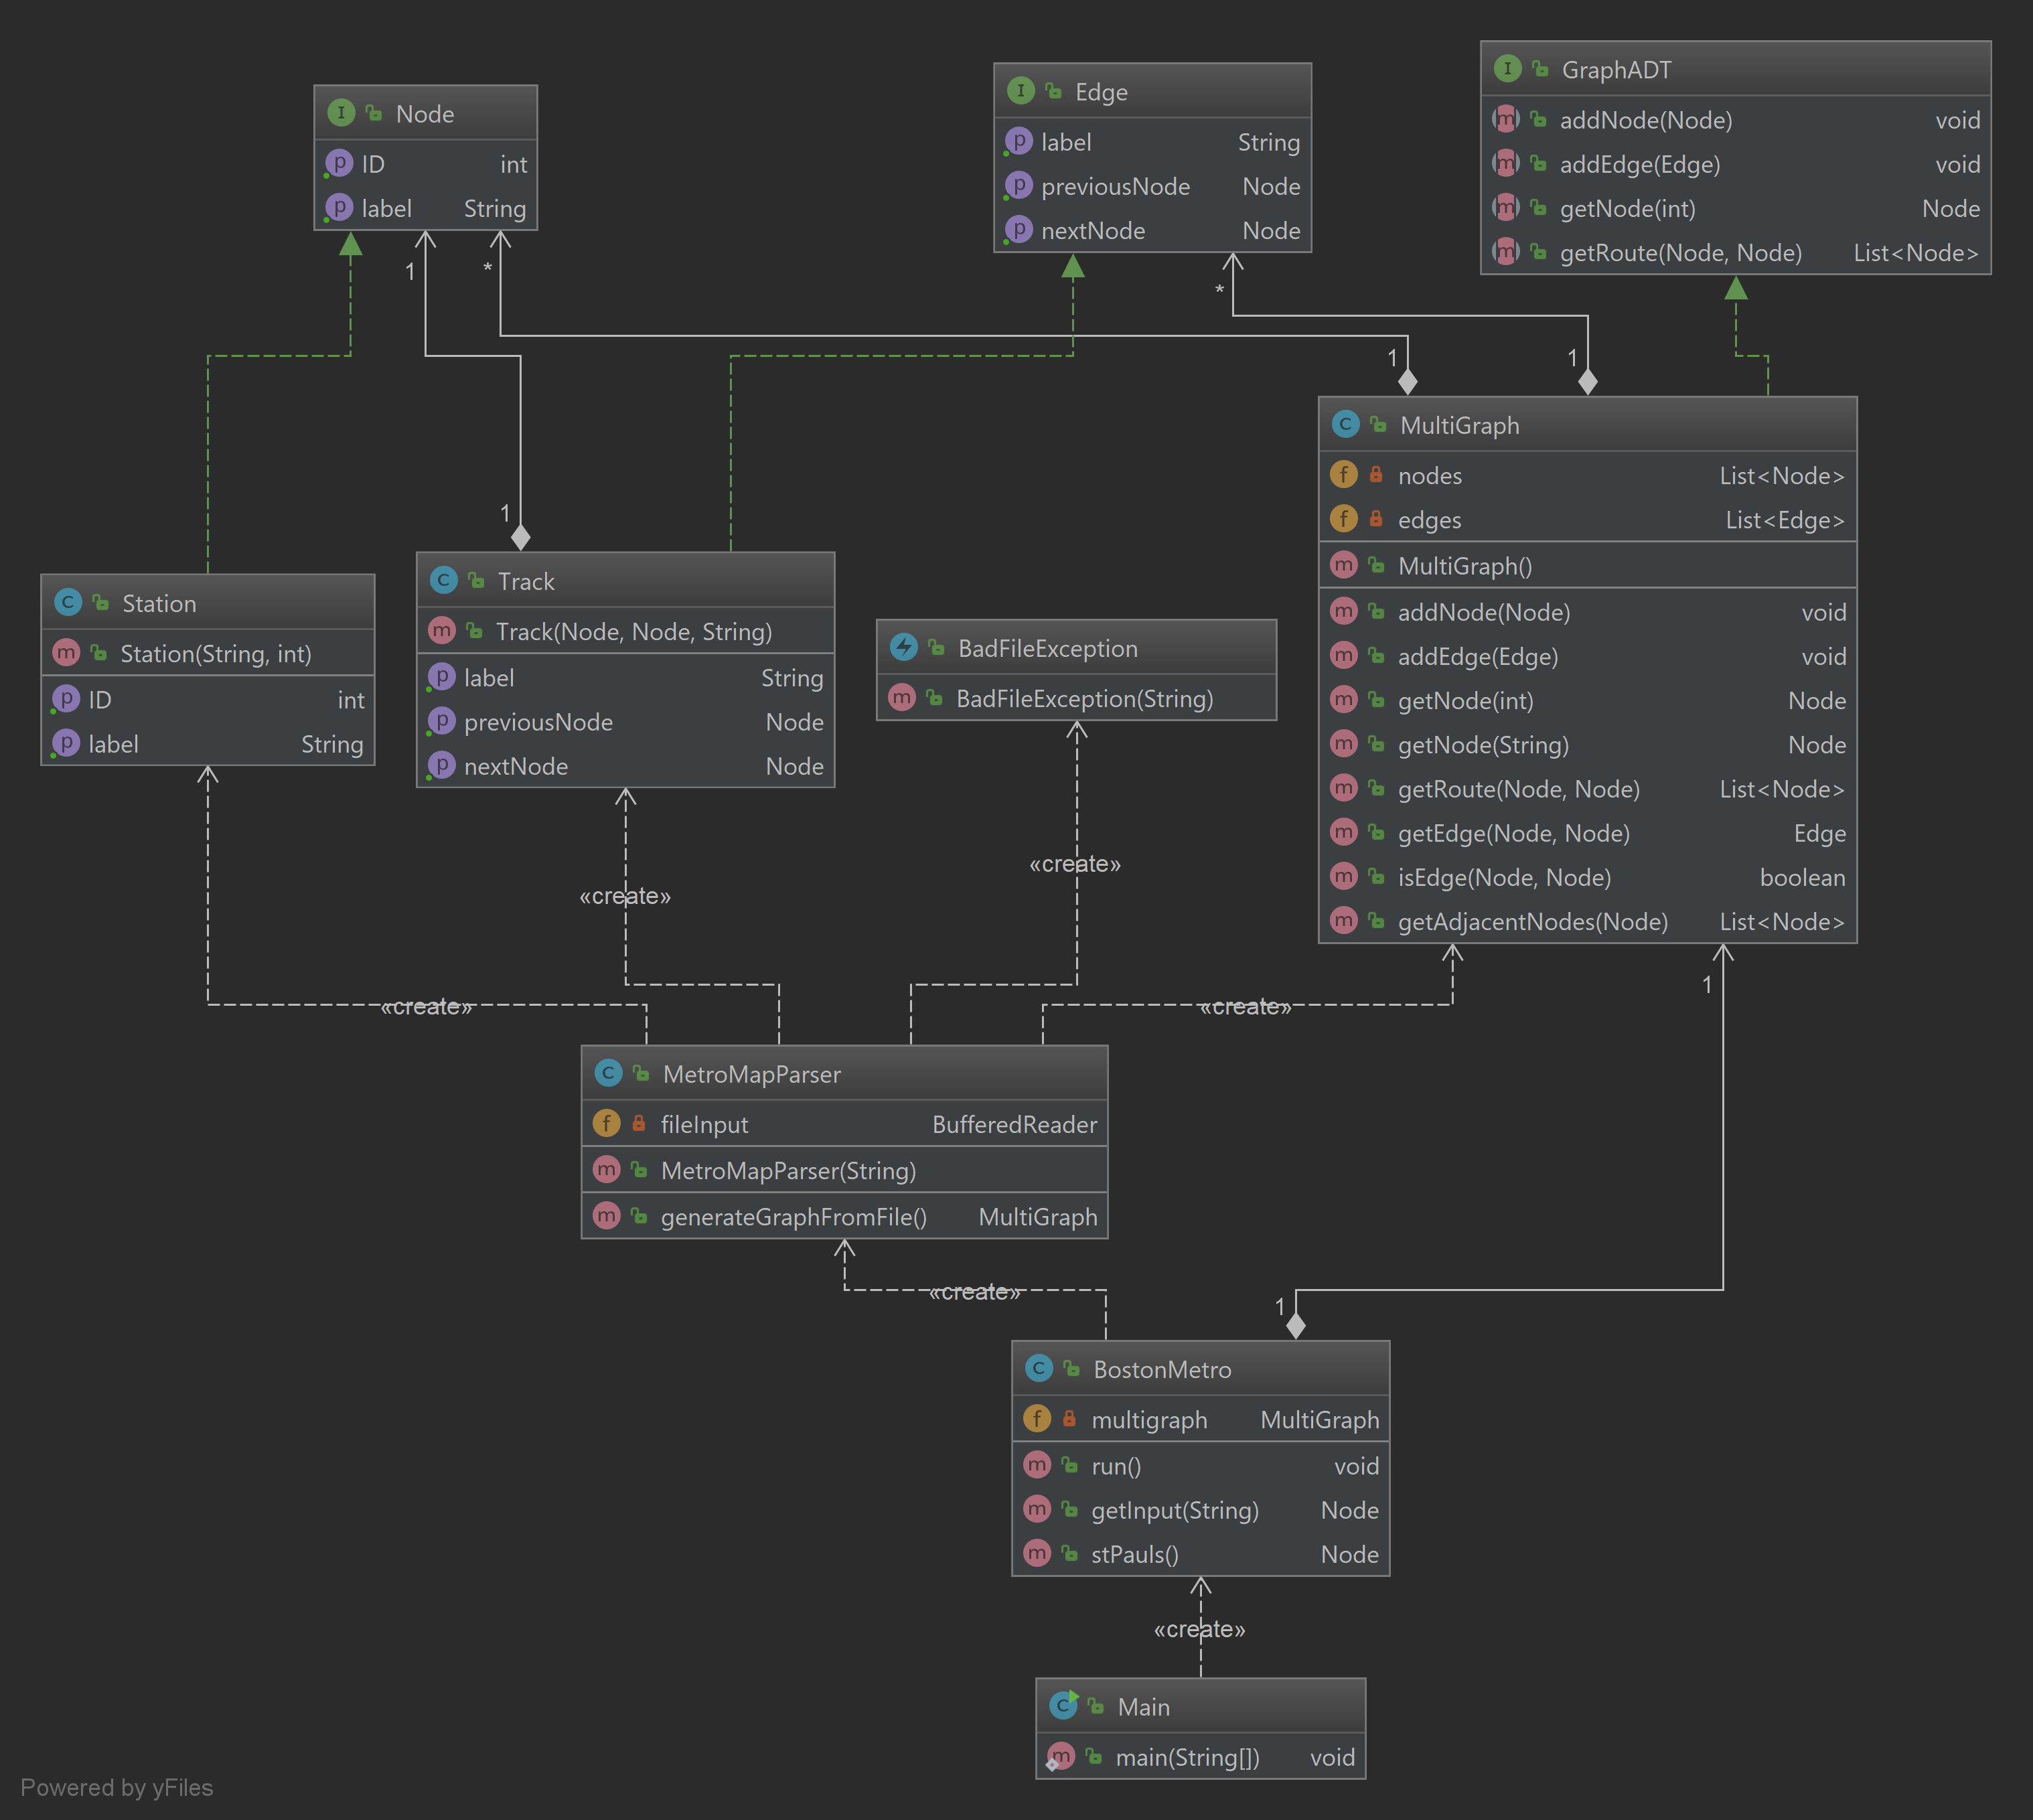 Node
ID int
label String
Edge
label String
previousNode Node
nextNode Node
GraphADT
addNode(Node) void
addEdge(Edge) void
getNode(int) Node
getRoute(Node, Node) List<Node>
1
*
*
1
1
1
MultiGraph
nodes List<Node>
edges List<Edge>
MultiGraph()
addNode(Node) void
addEdge(Edge) void
getNode(int) Node
getNode(String) Node
getRoute(Node, Node) List<Node>
getEdge(Node, Node) Edge
isEdge(Node, Node) boolean
getAdjacentNodes(Node) List<Node>
Station
Station(String, int)
ID int
label String
Track
Track(Node, Node, String)
label String
previousNode Node
nextNode Node
BadFileException
BadFileException(String)
«create»
«create»
«create»
«create»
1
MetroMapParser
fileInput BufferedReader
MetroMapParser(String)
generateGraphFromFile() MultiGraph
«create»
1
BostonMetro
multigraph MultiGraph
run() void
getInput(String) Node
stPauls() Node
«create»
Main
main(String[]) void
Powered by yFiles